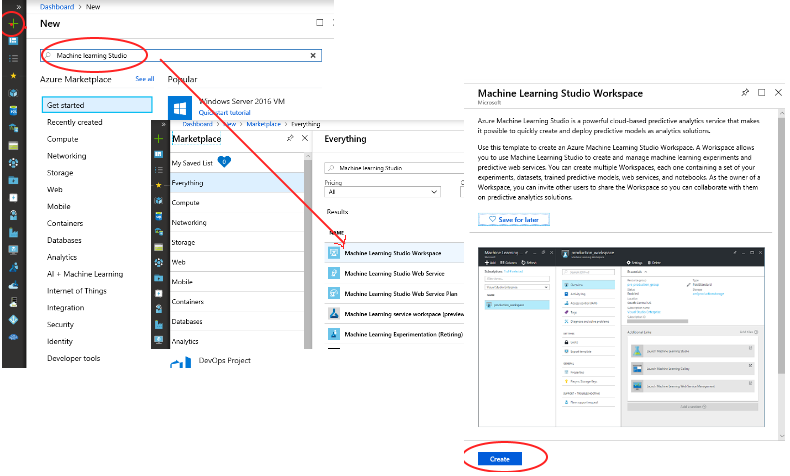 Dashboard > New
New
Machine learning Studio
Azure Marketplace
See all
Popular
Get started
Recently created
Compute
Networking
Storage
Web
Mobile
Containers
Databases
Analytics
AI + Machine Learning
Internet of Things
Integration
Security
Identity
Developer tools
Windows Server 2016 VM
Quickstart tutorial
DevOps Project
Dashboard > New > Marketplace > Everything
Marketplace
My Saved List 0
Everything
Compute
Networking
Storage
Web
Mobile
Containers
Databases
Analytics
Everything
Machine learning Studio
Pricing
All
Results
NAME
Machine Learning Studio Workspace
Machine Learning Studio Web Service
Machine Learning Studio Web Service Plan
Machine Learning service workspace (preview
Machine Learning Experimentation (Retiring)
Machine Learning Studio Workspace
Microsoft
Azure Machine Learning Studio is a powerful cloud-based predictive analytics service that makes
it possible to quickly create and deploy predictive models as analytics solutions.
Use this template to create an Azure Machine Learning Studio Workspace. A Workspace allows
you to use Machine Learning Studio to create and manage machine learning experiments and
predictive web services. You can create multiple Workspaces, each one containing a set of your
experiments, datasets, trained predictive models, web services, and notebooks. As the owner of a
Workspace, you can invite other users to share the Workspace so you can collaborate with them
on predictive analytics solutions.
Save for later
Machine Learning
Create